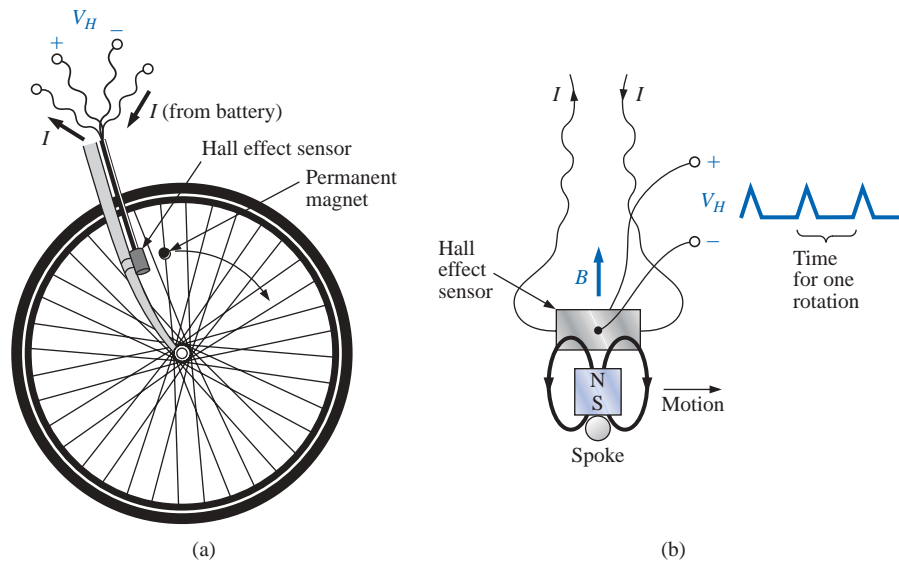 V_H
+ −
I
I (from battery)
Hall effect sensor
Permanent
magnet
(a)
I I
+
V_H
−
Hall
effect
sensor
B
Time
for one
rotation
N
S
Motion
Spoke
(b)